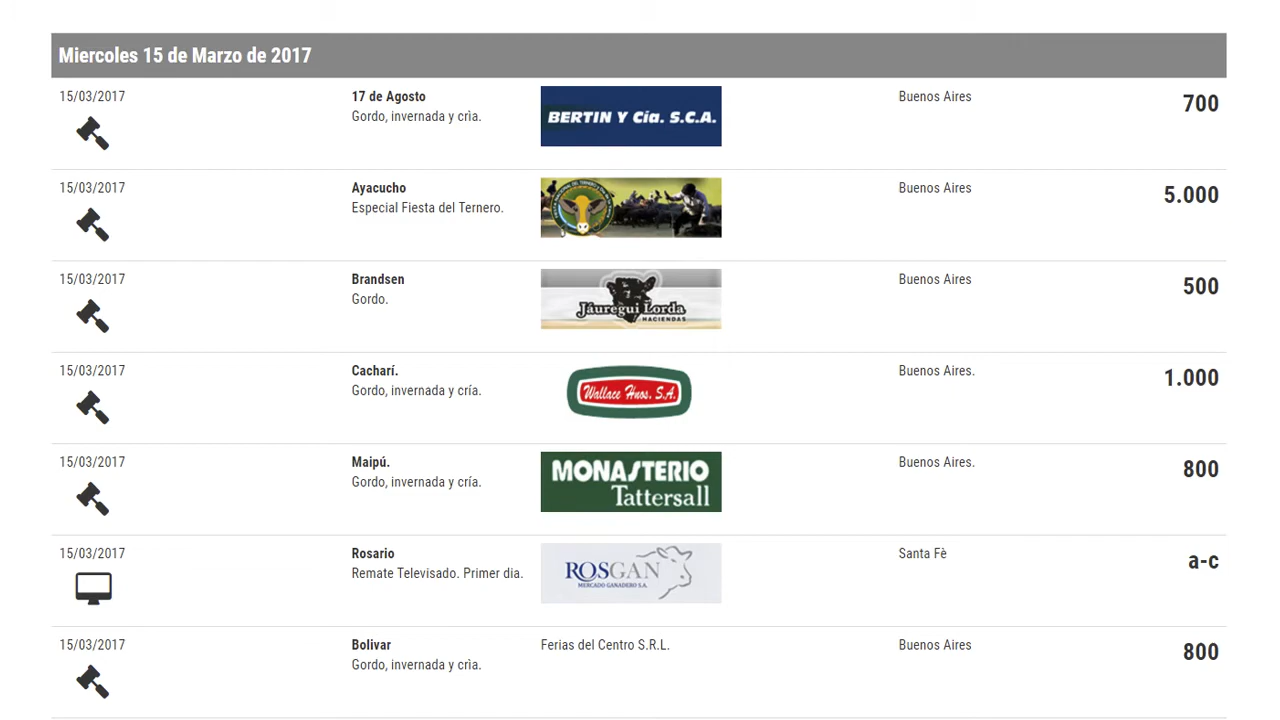 Miercoles 15 de Marzo de 2017
15/03/2017
17 de Agosto
Gordo, invernada y crìa.
BERTIN Y Cía. S.C.A.
Buenos Aires
700
15/03/2017
Ayacucho
Especial Fiesta del Ternero.
Buenos Aires
5.000
15/03/2017
Brandsen
Gordo.
Jáuregui Lorda
HACIENDAS
Buenos Aires
500
15/03/2017
Cacharí.
Gordo, invernada y cría.
Wallace Hnos. S.A.
Buenos Aires.
1.000
15/03/2017
Maipú.
Gordo, invernada y cría.
MONASTERIO
Tattersall
Buenos Aires.
800
15/03/2017
Rosario
Remate Televisado. Primer dia.
ROSGAN
MERCADO GANADERO S.A.
Santa Fè
a-c
15/03/2017
Bolivar
Gordo, invernada y crìa.
Ferias del Centro S.R.L.
Buenos Aires
800